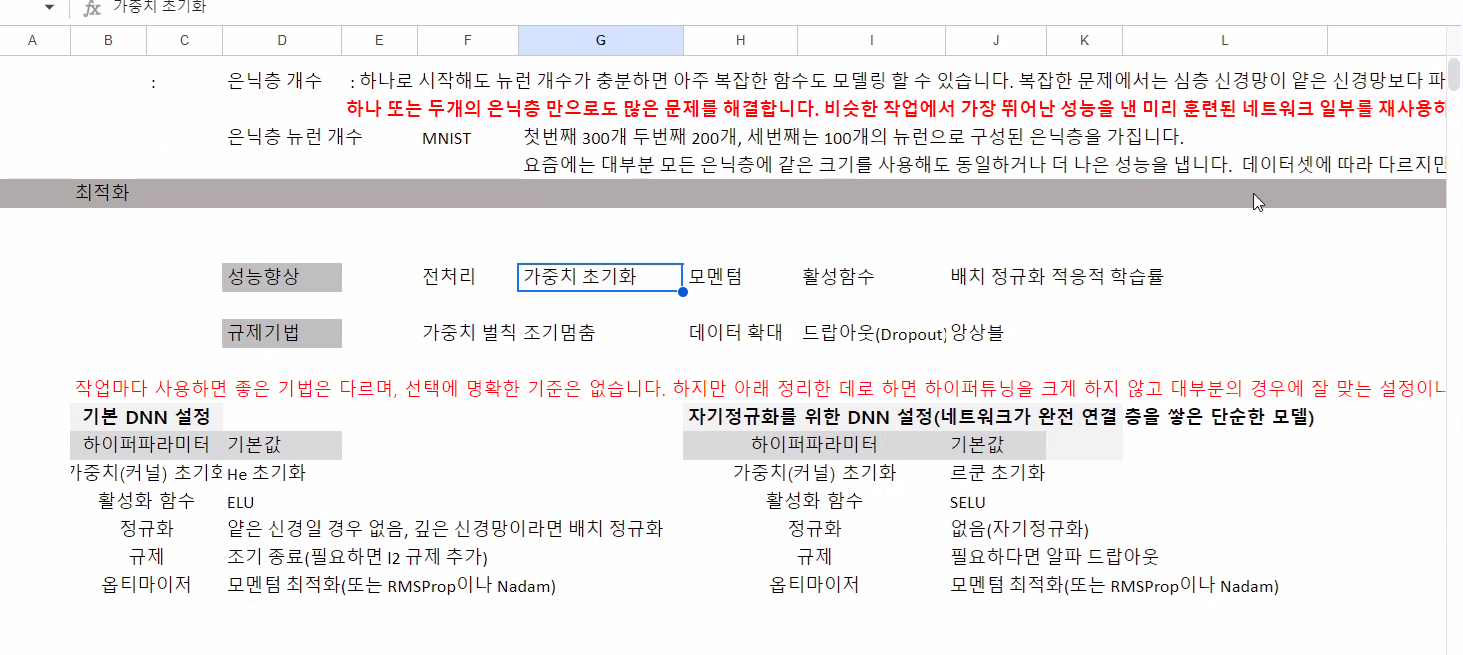 fx 가중치 초기화
A B C D E F G H I J K L
: 은닉층 개수 : 하나로 시작해도 뉴런 개수가 충분하면 아주 복잡한 함수도 모델링 할 수 있습니다. 복잡한 문제에서는 심층 신경망이 얕은 신경망보다 파
하나 또는 두개의 은닉층 만으로도 많은 문제를 해결합니다. 비슷한 작업에서 가장 뛰어난 성능을 낸 미리 훈련된 네트워크 일부를 재사용하
은닉층 뉴런 개수 MNIST 첫번째 300개 두번째 200개, 세번째는 100개의 뉴런으로 구성된 은닉층을 가집니다.
요즘에는 대부분 모든 은닉층에 같은 크기를 사용해도 동일하거나 더 나은 성능을 냅니다. 데이터셋에 따라 다르지만
최적화
성능향상 전처리 가중치 초기화 모멘텀 활성함수 배치 정규화 적응적 학습률
규제기법 가중치 벌칙 조기멈춤 데이터 확대 드랍아웃(Dropout) 앙상블
작업마다 사용하면 좋은 기법은 다르며, 선택에 명확한 기준은 없습니다. 하지만 아래 정리한 데로 하면 하이퍼튜닝을 크게 하지 않고 대부분의 경우에 잘 맞는 설정이니
기본 DNN 설정 자기정규화를 위한 DNN 설정(네트워크가 완전 연결 층을 쌓은 단순한 모델)
하이퍼파라미터 기본값 하이퍼파라미터 기본값
가중치(커널) 초기화 He 초기화 가중치(커널) 초기화 르쿤 초기화
활성화 함수 ELU 활성화 함수 SELU
정규화 얕은 신경일 경우 없음, 깊은 신경망이라면 배치 정규화 정규화 없음(자기정규화)
규제 조기 종료(필요하면 l2 규제 추가) 규제 필요하다면 알파 드랍아웃
옵티마이저 모멘텀 최적화(또는 RMSProp이나 Nadam) 옵티마이저 모멘텀 최적화(또는 RMSProp이나 Nadam)